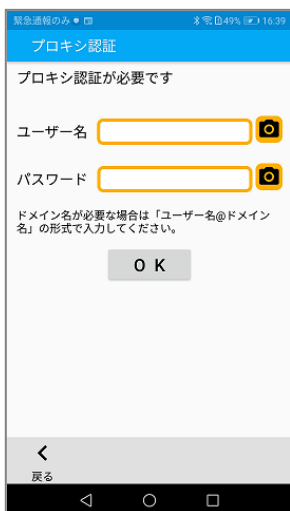 緊急通報のみ 49% 16:39
プロキシ認証
プロキシ認証が必要です
ユーザー名
パスワード
ドメイン名が必要な場合は「ユーザー名@ドメイン
名」の形式で入力してください。
O K
戻る